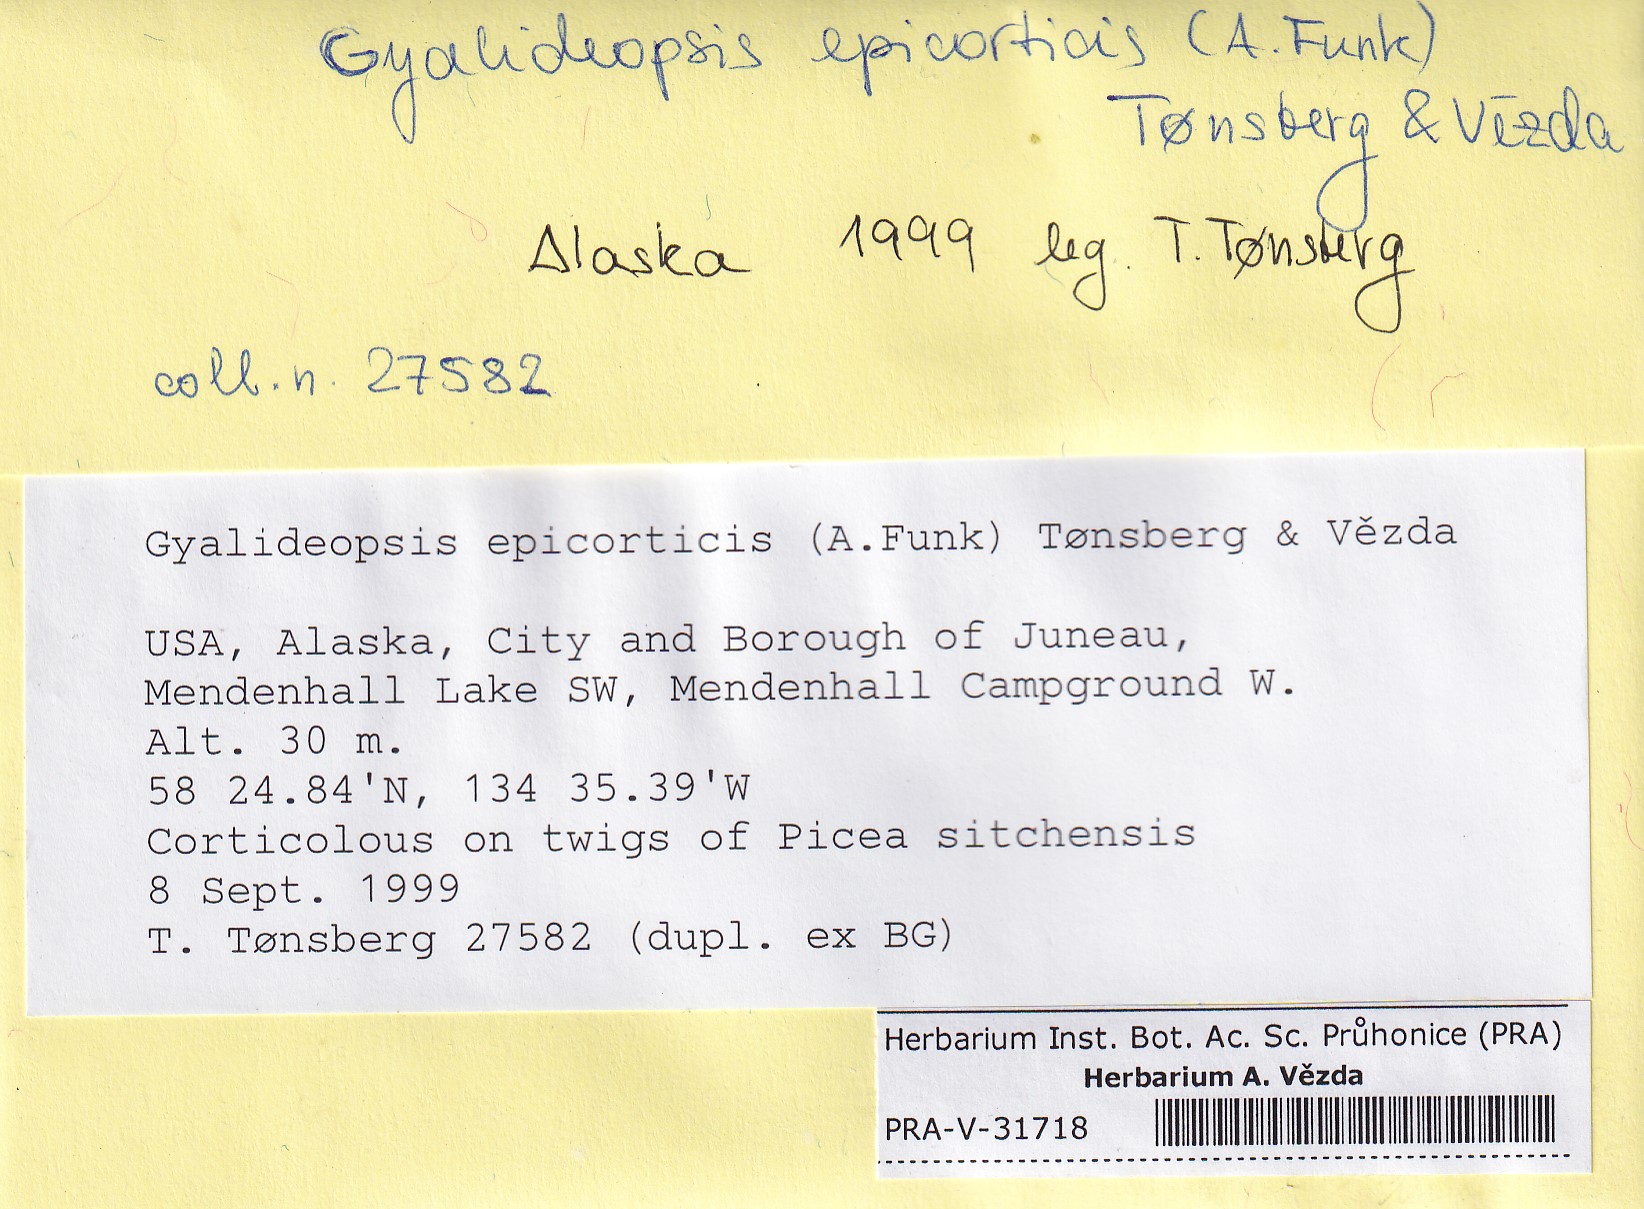 Gyalideopsis epicorticis (A.Funk)
Tønsberg & Vězda
Alaska 1999 leg. T. Tønsberg
coll. n. 27582
Gyalideopsis epicorticis (A.Funk) Tønsberg & Vězda
USA, Alaska, City and Borough of Juneau,
Mendenhall Lake SW, Mendenhall Campground W.
Alt. 30 m.
58 24.84'N, 134 35.39'W
Corticolous on twigs of Picea sitchensis
8 Sept. 1999
T. Tønsberg 27582 (dupl. ex BG)
Herbarium Inst. Bot. Ac. Sc. Průhonice (PRA)
Herbarium A. Vězda
PRA-V-31718